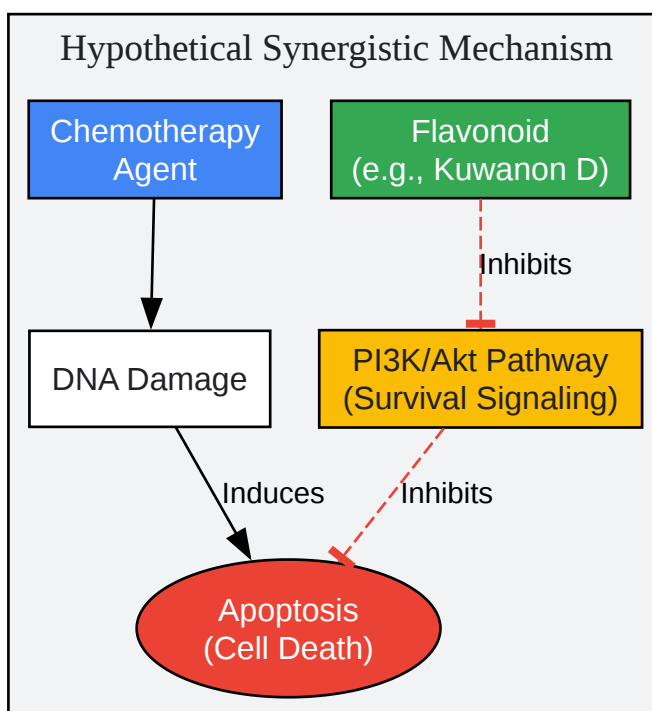 Hypothetical Synergistic Mechanism
Chemotherapy
Agent
Flavonoid
(e.g., Kuwanon D)
Inhibits
DNA Damage
PI3K/Akt Pathway
(Survival Signaling)
Induces
Inhibits
Apoptosis
(Cell Death)